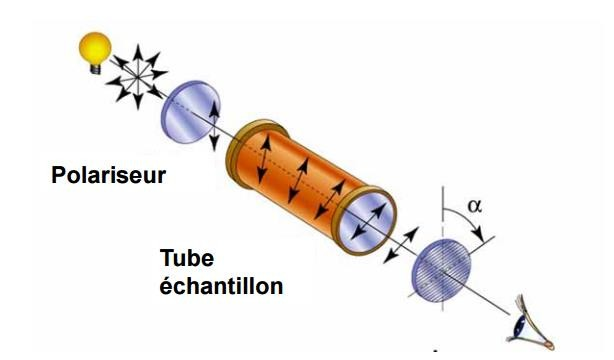 α
Polariseur
Tube
échantillon